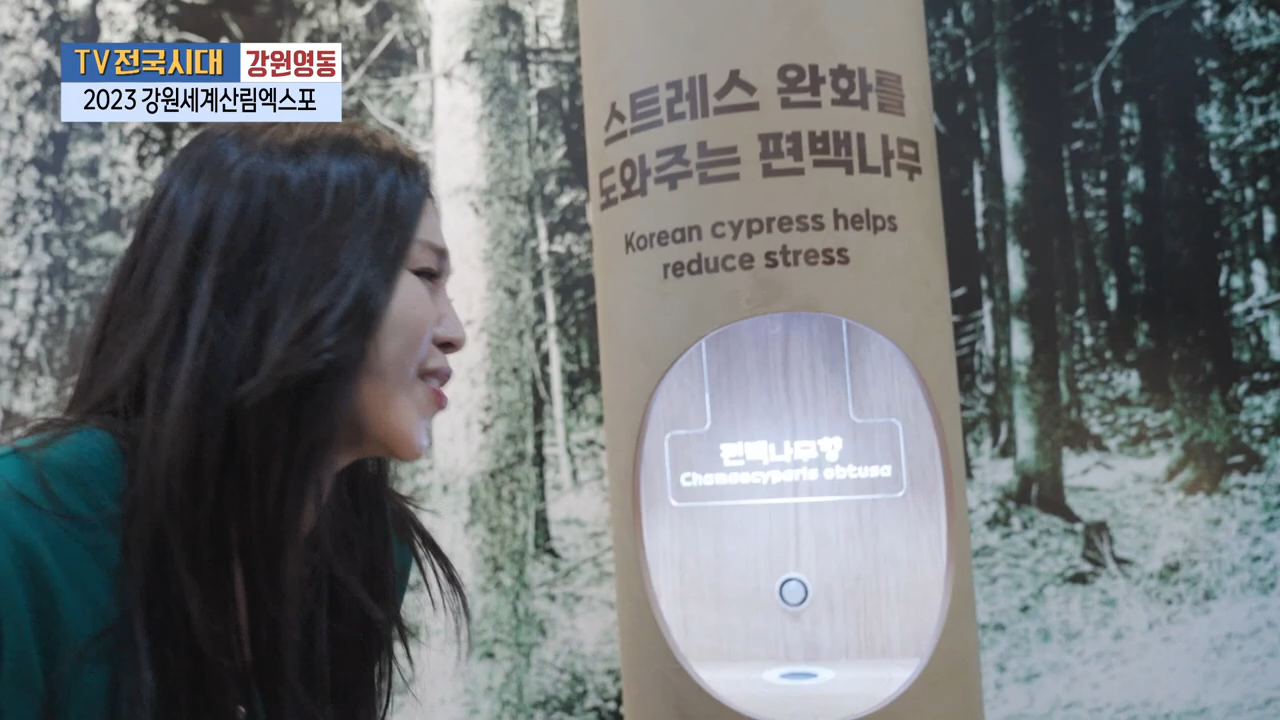 TV전국시대 강원영동
2023 강원세계산림엑스포
스트레스 완화를
도와주는 편백나무
Korean cypress helps
reduce stress
편백나무향
Chamaecyparis obtusa